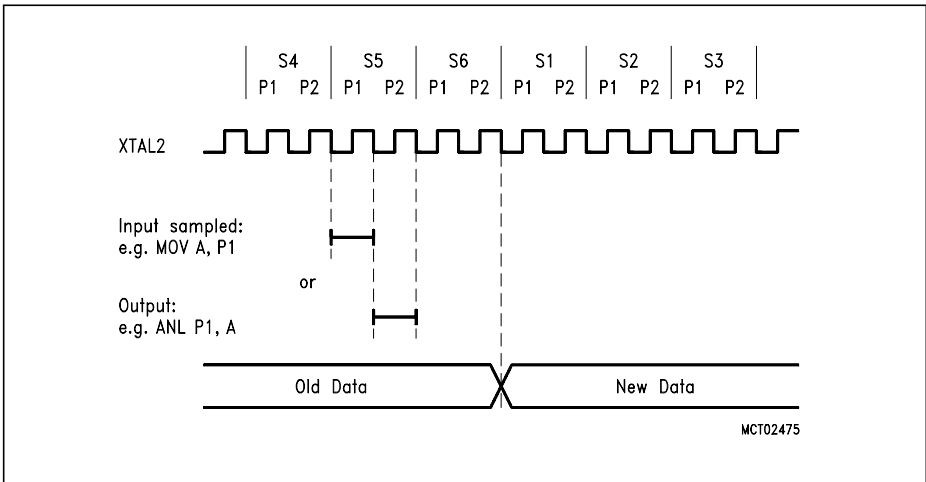 S4 S5 S6 S1 S2 S3
P1 P2 P1 P2 P1 P2 P1 P2 P1 P2 P1 P2
XTAL2
Input sampled:
e.g. MOV A, P1
or
Output:
e.g. ANL P1, A
Old Data New Data
MCT02475